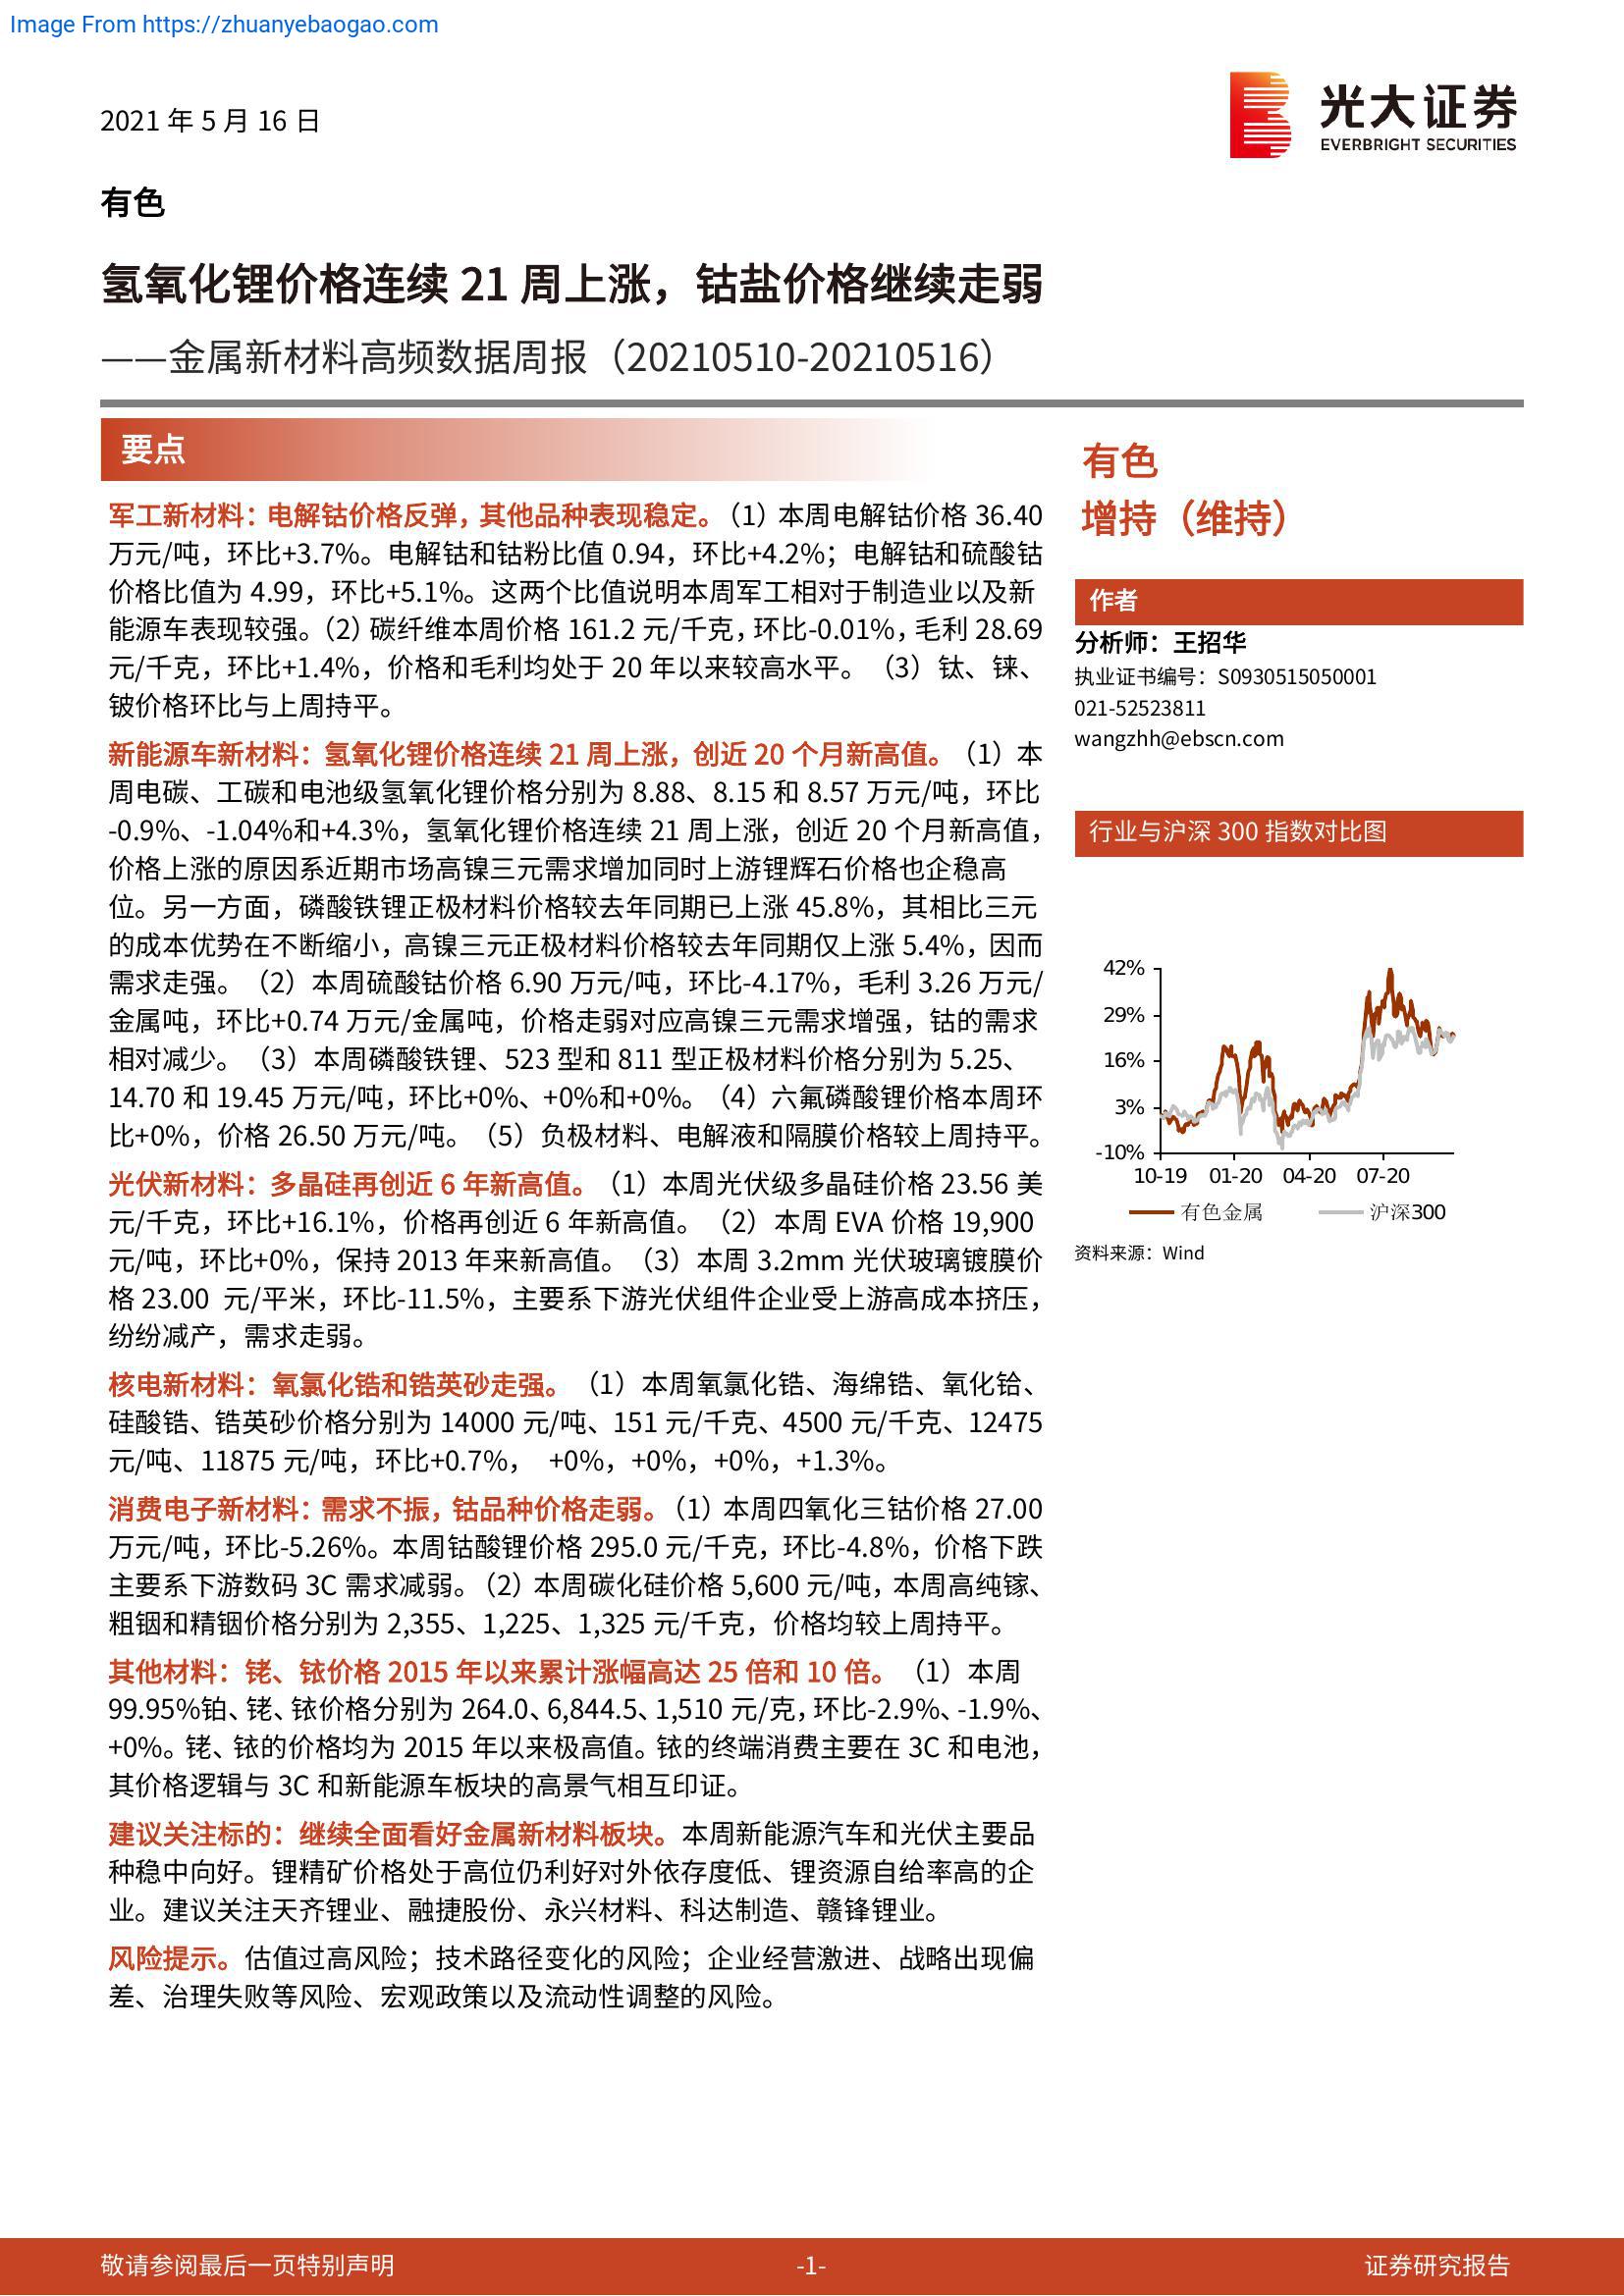 Image From https://zhuanyebaogao.com
2021 年 5 月 16 日
光大证券
EVERBRIGHT SECURITIES
有色
氢氧化锂价格连续 21 周上涨，钴盐价格继续走弱
——金属新材料高频数据周报（20210510-20210516）
要点
军工新材料：电解钴价格反弹，其他品种表现稳定。（1）本周电解钴价格 36.40
万元/吨，环比+3.7%。电解钴和钴粉比值 0.94，环比+4.2%；电解钴和硫酸钴
价格比值为 4.99，环比+5.1%。这两个比值说明本周军工相对于制造业以及新
能源车表现较强。（2）碳纤维本周价格 161.2 元/千克，环比-0.01%，毛利 28.69
元/千克，环比+1.4%，价格和毛利均处于 20 年以来较高水平。（3）钛、铼、
铍价格环比与上周持平。
新能源车新材料：氢氧化锂价格连续 21 周上涨，创近 20 个月新高值。（1）本
周电碳、工碳和电池级氢氧化锂价格分别为 8.88、8.15 和 8.57 万元/吨，环比
-0.9%、-1.04%和+4.3%，氢氧化锂价格连续 21 周上涨，创近 20 个月新高值，
价格上涨的原因系近期市场高镍三元需求增加同时上游锂辉石价格也企稳高
位。另一方面，磷酸铁锂正极材料价格较去年同期已上涨 45.8%，其相比三元
的成本优势在不断缩小，高镍三元正极材料价格较去年同期仅上涨 5.4%，因而
需求走强。（2）本周硫酸钴价格 6.90 万元/吨，环比-4.17%，毛利 3.26 万元/
金属吨，环比+0.74 万元/金属吨，价格走弱对应高镍三元需求增强，钴的需求
相对减少。（3）本周磷酸铁锂、523 型和 811 型正极材料价格分别为 5.25、
14.70 和 19.45 万元/吨，环比+0%、+0%和+0%。（4）六氟磷酸锂价格本周环
比+0%，价格 26.50 万元/吨。（5）负极材料、电解液和隔膜价格较上周持平。
光伏新材料：多晶硅再创近 6 年新高值。（1）本周光伏级多晶硅价格 23.56 美
元/千克，环比+16.1%，价格再创近 6 年新高值。（2）本周 EVA 价格 19,900
元/吨，环比+0%，保持 2013 年来新高值。（3）本周 3.2mm 光伏玻璃镀膜价
格 23.00 元/平米，环比-11.5%，主要系下游光伏组件企业受上游高成本挤压，
纷纷减产，需求走弱。
核电新材料：氧氯化锆和锆英砂走强。（1）本周氧氯化锆、海绵锆、氧化铪、
硅酸锆、锆英砂价格分别为 14000 元/吨、151 元/千克、4500 元/千克、12475
元/吨、11875 元/吨，环比+0.7%， +0%，+0%，+0%，+1.3%。
消费电子新材料：需求不振，钴品种价格走弱。（1）本周四氧化三钴价格 27.00
万元/吨，环比-5.26%。本周钴酸锂价格 295.0 元/千克，环比-4.8%，价格下跌
主要系下游数码 3C 需求减弱。（2）本周碳化硅价格 5,600 元/吨，本周高纯镓、
粗铟和精铟价格分别为 2,355、1,225、1,325 元/千克，价格均较上周持平。
其他材料：铑、铱价格 2015 年以来累计涨幅高达 25 倍和 10 倍。（1）本周
99.95%铂、铑、铱价格分别为 264.0、6,844.5、1,510 元/克，环比-2.9%、-1.9%、
+0%。铑、铱的价格均为 2015 年以来极高值。铱的终端消费主要在 3C 和电池，
其价格逻辑与 3C 和新能源车板块的高景气相互印证。
建议关注标的：继续全面看好金属新材料板块。本周新能源汽车和光伏主要品
种稳中向好。锂精矿价格处于高位仍利好对外依存度低、锂资源自给率高的企
业。建议关注天齐锂业、融捷股份、永兴材料、科达制造、赣锋锂业。
风险提示。估值过高风险；技术路径变化的风险；企业经营激进、战略出现偏
差、治理失败等风险、宏观政策以及流动性调整的风险。
有色
增持（维持）
作者
分析师：王招华
执业证书编号：S0930515050001
021-52523811
wangzhh@ebscn.com
行业与沪深 300 指数对比图
42%
29%
16%
3%
-10%
10-19 01-20 04-20 07-20
有色金属 沪深300
资料来源：Wind
敬请参阅最后一页特别声明 -1- 证券研究报告